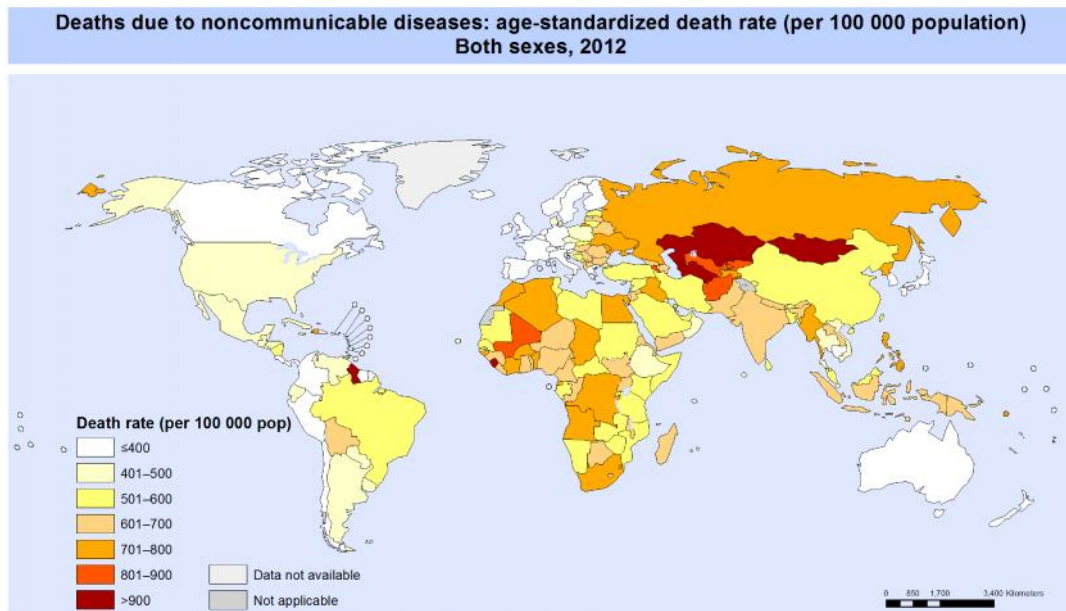 Deaths due to noncommunicable diseases: age-standardized death rate (per 100 000 population)
Both sexes, 2012
Death rate (per 100 000 pop)
≤400
401–500
501–600
601–700
701–800
801–900
>900
Data not available
Not applicable
0 850 1,700 3,400 Kilometers